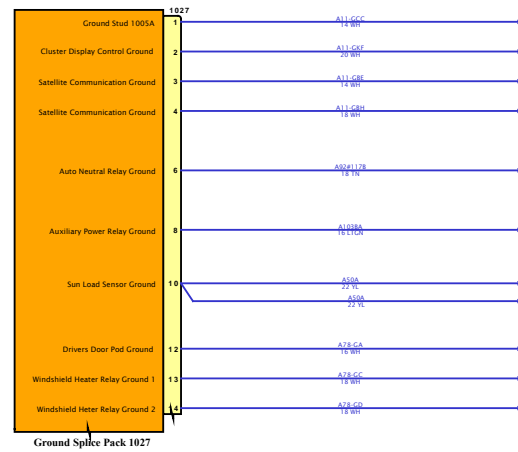 1027
Ground Stud 1005A 1 A11-GCC
14 WH
Cluster Display Control Ground 2 A11-GKF
20 WH
Satellite Communication Ground 3 A11-GBE
14 WH
Satellite Communication Ground 4 A11-GBH
18 WH
Auto Neutral Relay Ground 6 A92#117B
18 TN
Auxiliary Power Relay Ground 8 A103BA
16 LTGN
Sun Load Sensor Ground 10 A50A
22 YL
A50A
22 YL
Drivers Door Pod Ground 12 A78-GA
16 WH
Windshield Heater Relay Ground 1 13 A78-GC
18 WH
Windshield Heter Relay Ground 2 14 A78-GD
18 WH
Ground Splice Pack 1027